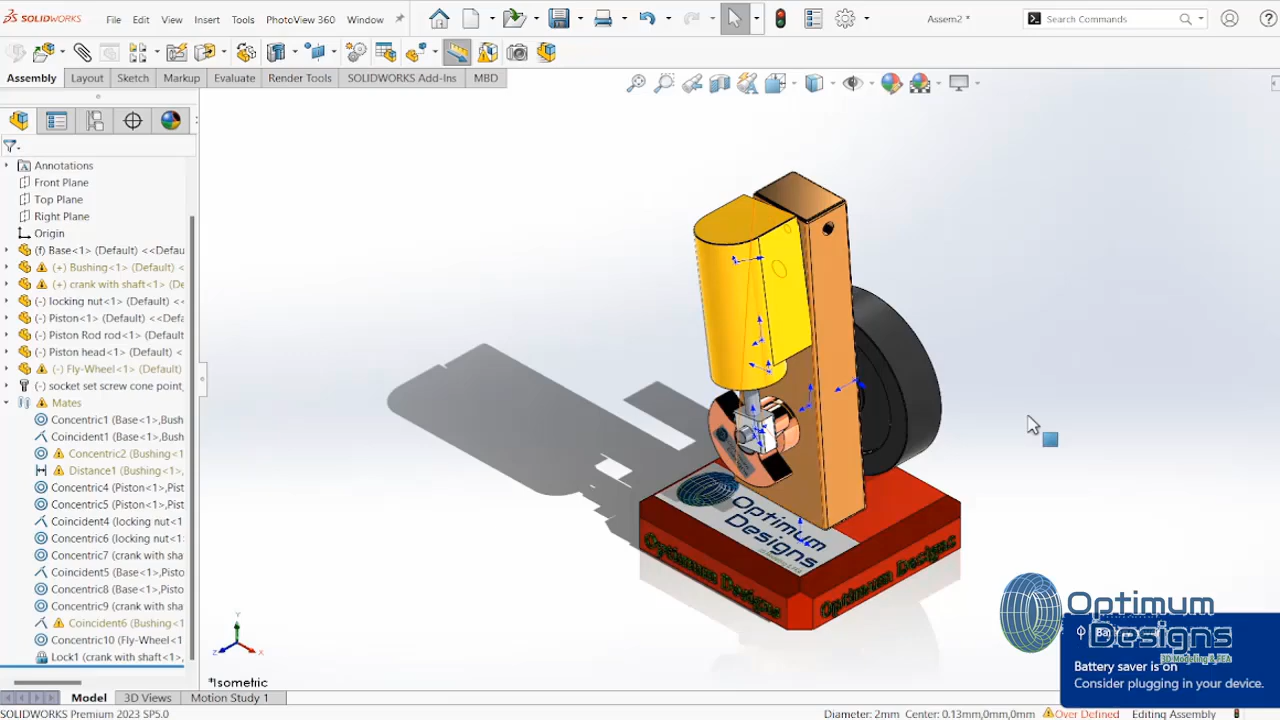 SOLIDWORKS File Edit View Insert Tools PhotoView 360 Window Assem2 * Search Commands
Assembly Layout Sketch Markup Evaluate Render Tools SOLIDWORKS Add-Ins MBD
Annotations
Front Plane
Top Plane
Right Plane
Origin
(f) Base<1> (Default) <<Defau
(+) Bushing<1> (Default) <
(+) crank with shaft<1> (De
(-) locking nut<1> (Default) <<
(-) Piston<1> (Default) <<Defa
(-) Piston Rod rod<1> (Default
(-) Piston head<1> (Default) <
(-) Fly-Wheel<1> (Default)
(-) socket set screw cone point_
Mates
Concentric1 (Base<1>,Bush
Coincident1 (Base<1>,Bush
Concentric2 (Bushing<1
Distance1 (Bushing<1>,
Concentric4 (Piston<1>,Pist
Concentric5 (Piston<1>,Pist
Coincident4 (locking nut<1
Concentric6 (locking nut<1
Concentric7 (crank with sha
Coincident5 (Base<1>,Pisto
Concentric8 (Base<1>,Pisto
Concentric9 (crank with sha
Coincident6 (Bushing<1
Concentric10 (Fly-Wheel<1
Lock1 (crank with shaft<1>,
Optimum
Designs
Optimum Designs
Optimum Designs
Optimum
Designs
3D Modeling & FEA
Battery saver is on
Consider plugging in your device.
Y
X
Z
*Isometric
Model 3D Views Motion Study 1
SOLIDWORKS Premium 2023 SP5.0 Diameter: 2mm Center: 0.13mm,0mm,0mm Over Defined Editing Assembly